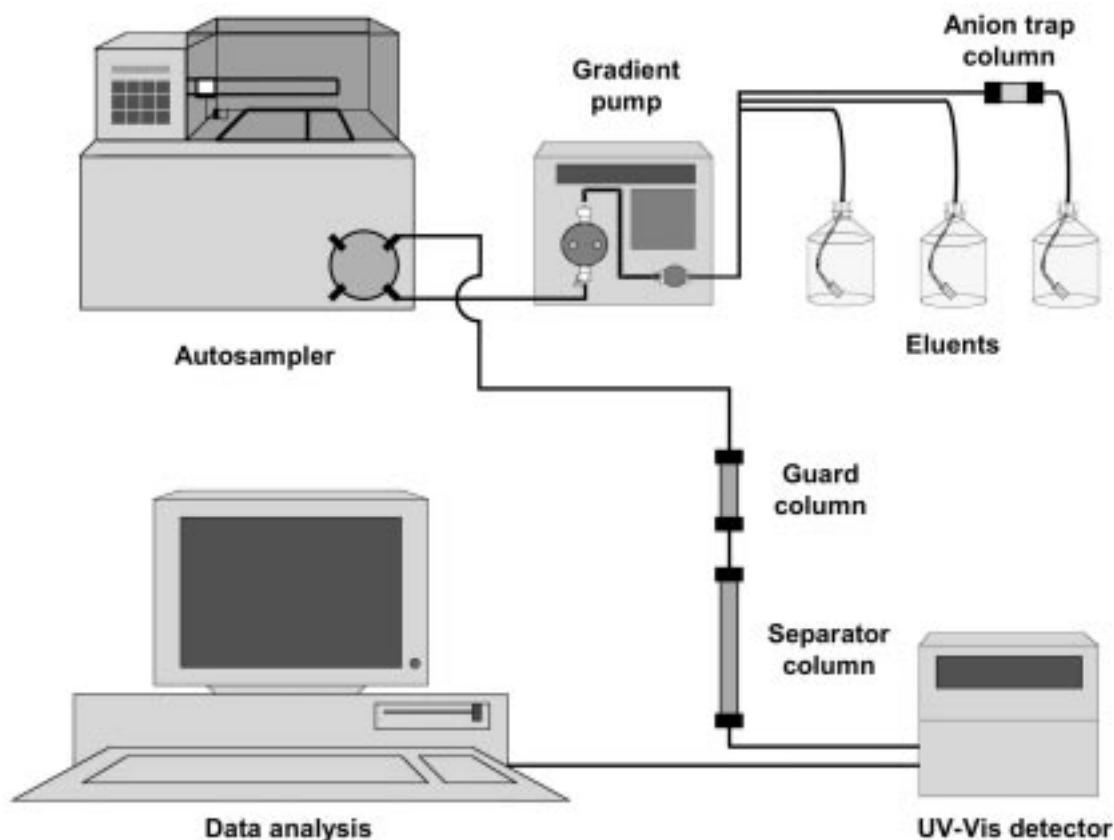 Anion trap
column
Gradient
pump
Autosampler
Eluents
Guard
column
Separator
column
Data analysis
UV-Vis detector